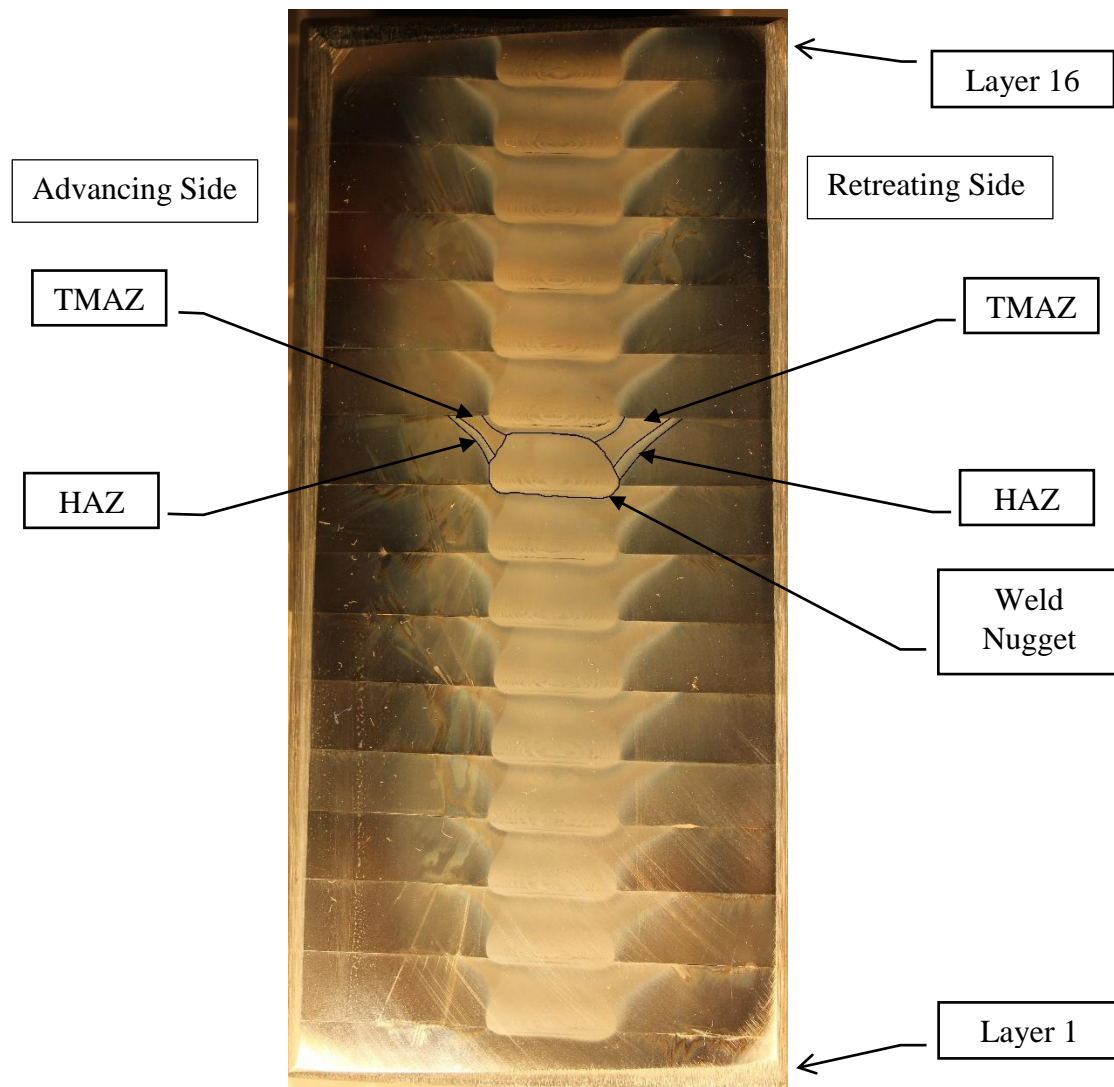 Layer 16
Advancing Side
Retreating Side
TMAZ
TMAZ
HAZ
HAZ
Weld
Nugget
Layer 1